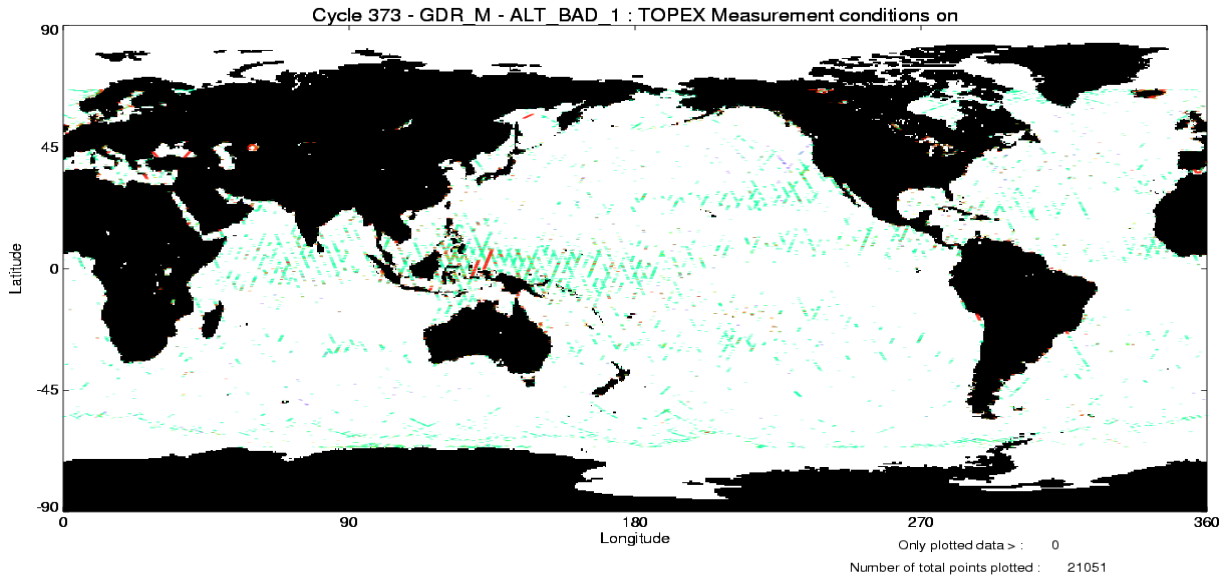 Cycle 373 - GDR_M - ALT_BAD_1 : TOPEX Measurement conditions on
90
45
0
-45
-90
Latitude
0 90 180 270 360
Longitude
Only plotted data > : 0
Number of total points plotted : 21051